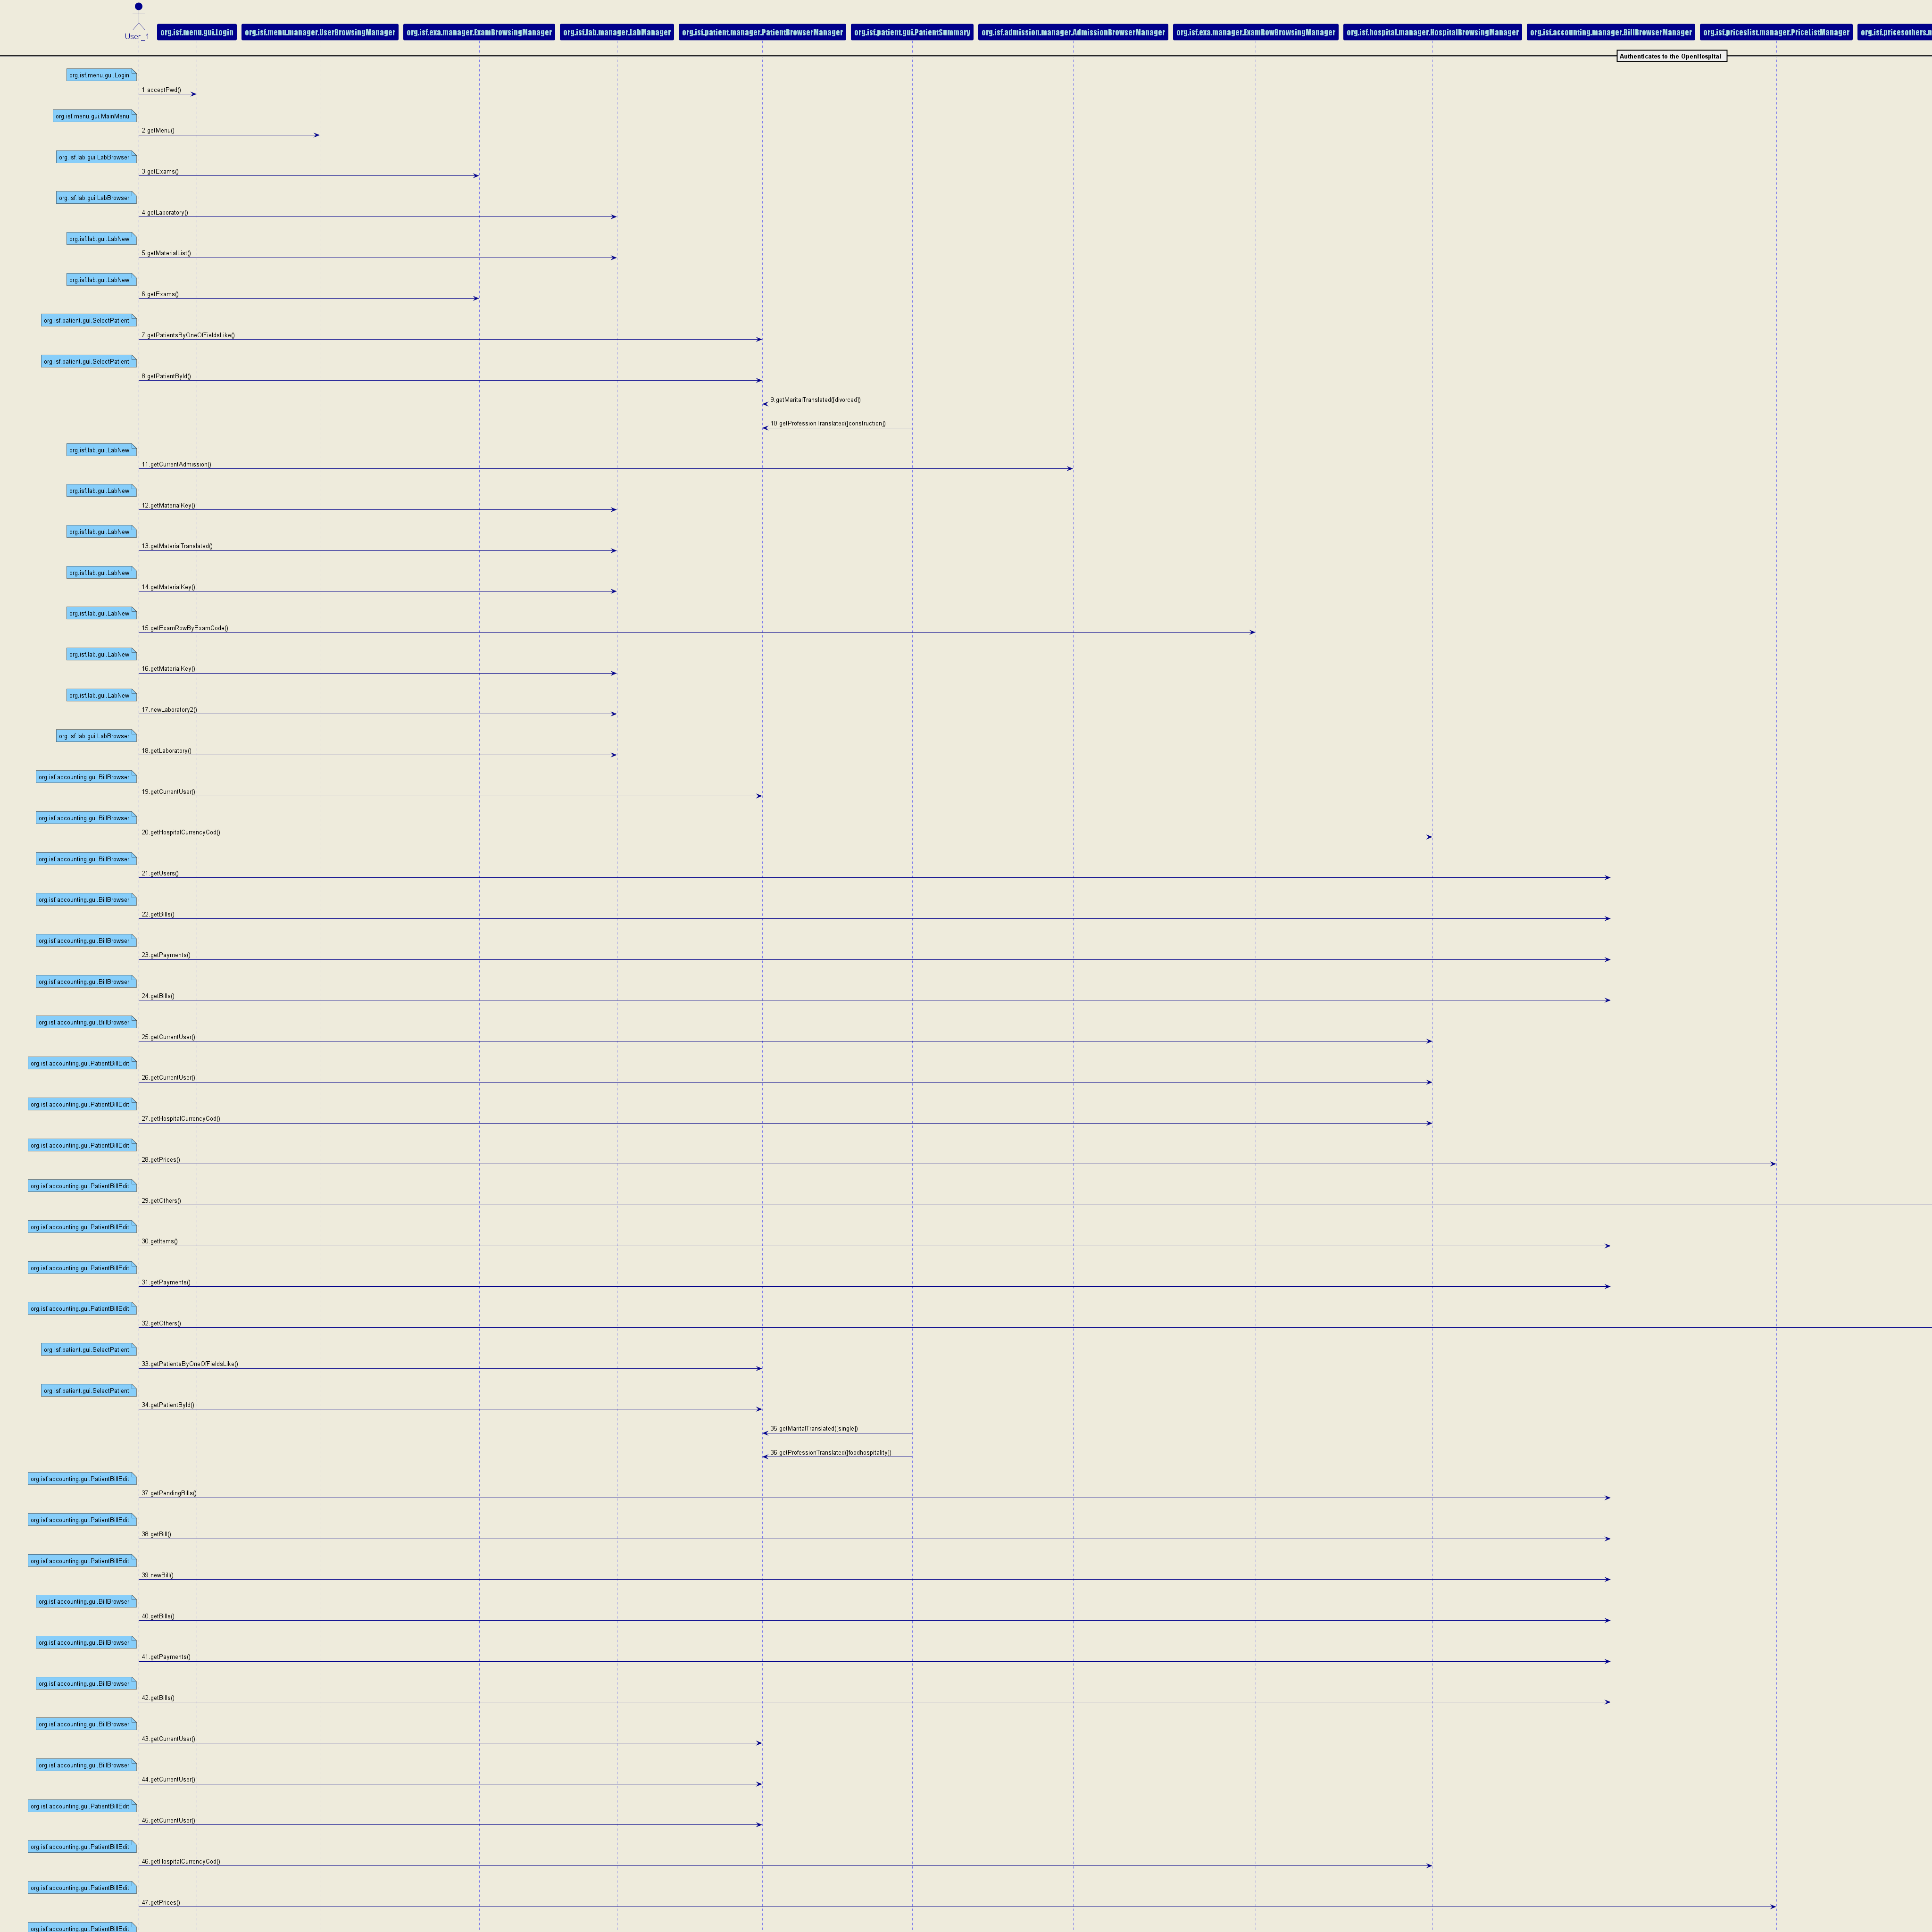 User_1
org.isf.menu.gui.Login
org.isf.menu.manager.UserBrowsingManager
org.isf.exa.manager.ExamBrowsingManager
org.isf.lab.manager.LabManager
org.isf.patient.manager.PatientBrowserManager
org.isf.patient.gui.PatientSummary
org.isf.admission.manager.AdmissionBrowserManager
org.isf.exa.manager.ExamRowBrowsingManager
org.isf.hospital.manager.HospitalBrowsingManager
org.isf.accounting.manager.BillBrowserManager
org.isf.priceslist.manager.PriceListManager
org.isf.pricesothers.m
Authenticates to the OpenHospital
org.isf.menu.gui.Login
1.acceptPwd()
org.isf.menu.gui.MainMenu
2.getMenu()
org.isf.lab.gui.LabBrowser
3.getExams()
org.isf.lab.gui.LabBrowser
4.getLaboratory()
org.isf.lab.gui.LabNew
5.getMaterialList()
org.isf.lab.gui.LabNew
6.getExams()
org.isf.patient.gui.SelectPatient
7.getPatientsByOneOfFieldsLike()
org.isf.patient.gui.SelectPatient
8.getPatientById()
9.getMaritalTranslated([divorced])
10.getProfessionTranslated([construction])
org.isf.lab.gui.LabNew
11.getCurrentAdmission()
org.isf.lab.gui.LabNew
12.getMaterialKey()
org.isf.lab.gui.LabNew
13.getMaterialTranslated()
org.isf.lab.gui.LabNew
14.getMaterialKey()
org.isf.lab.gui.LabNew
15.getExamRowByExamCode()
org.isf.lab.gui.LabNew
16.getMaterialKey()
org.isf.lab.gui.LabNew
17.newLaboratory2()
org.isf.lab.gui.LabBrowser
18.getLaboratory()
org.isf.accounting.gui.BillBrowser
19.getCurrentUser()
org.isf.accounting.gui.BillBrowser
20.getHospitalCurrencyCod()
org.isf.accounting.gui.BillBrowser
21.getUsers()
org.isf.accounting.gui.BillBrowser
22.getBills()
org.isf.accounting.gui.BillBrowser
23.getPayments()
org.isf.accounting.gui.BillBrowser
24.getBills()
org.isf.accounting.gui.BillBrowser
25.getCurrentUser()
org.isf.accounting.gui.PatientBillEdit
26.getCurrentUser()
org.isf.accounting.gui.PatientBillEdit
27.getHospitalCurrencyCod()
org.isf.accounting.gui.PatientBillEdit
28.getPrices()
org.isf.accounting.gui.PatientBillEdit
29.getOthers()
org.isf.accounting.gui.PatientBillEdit
30.getItems()
org.isf.accounting.gui.PatientBillEdit
31.getPayments()
org.isf.accounting.gui.PatientBillEdit
32.getOthers()
org.isf.patient.gui.SelectPatient
33.getPatientsByOneOfFieldsLike()
org.isf.patient.gui.SelectPatient
34.getPatientById()
35.getMaritalTranslated([single])
36.getProfessionTranslated([foodhospitality])
org.isf.accounting.gui.PatientBillEdit
37.getPendingBills()
org.isf.accounting.gui.PatientBillEdit
38.getBill()
org.isf.accounting.gui.PatientBillEdit
39.newBill()
org.isf.accounting.gui.BillBrowser
40.getBills()
org.isf.accounting.gui.BillBrowser
41.getPayments()
org.isf.accounting.gui.BillBrowser
42.getBills()
org.isf.accounting.gui.BillBrowser
43.getCurrentUser()
org.isf.accounting.gui.BillBrowser
44.getCurrentUser()
org.isf.accounting.gui.PatientBillEdit
45.getCurrentUser()
org.isf.accounting.gui.PatientBillEdit
46.getHospitalCurrencyCod()
org.isf.accounting.gui.PatientBillEdit
47.getPrices()
org.isf.accounting.gui.PatientBillEdit